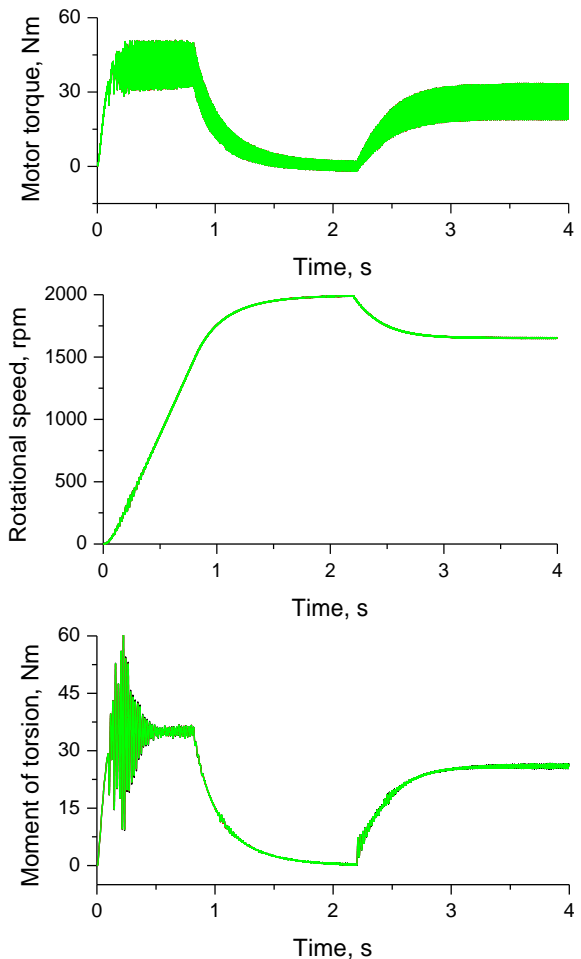 60
30
0
Motor torque, Nm
0 1 2 3 4
Time, s
2000
1500
1000
500
0
Rotational speed, rpm
0 1 2 3 4
Time, s
60
45
30
15
0
Moment of torsion, Nm
0 1 2 3 4
Time, s